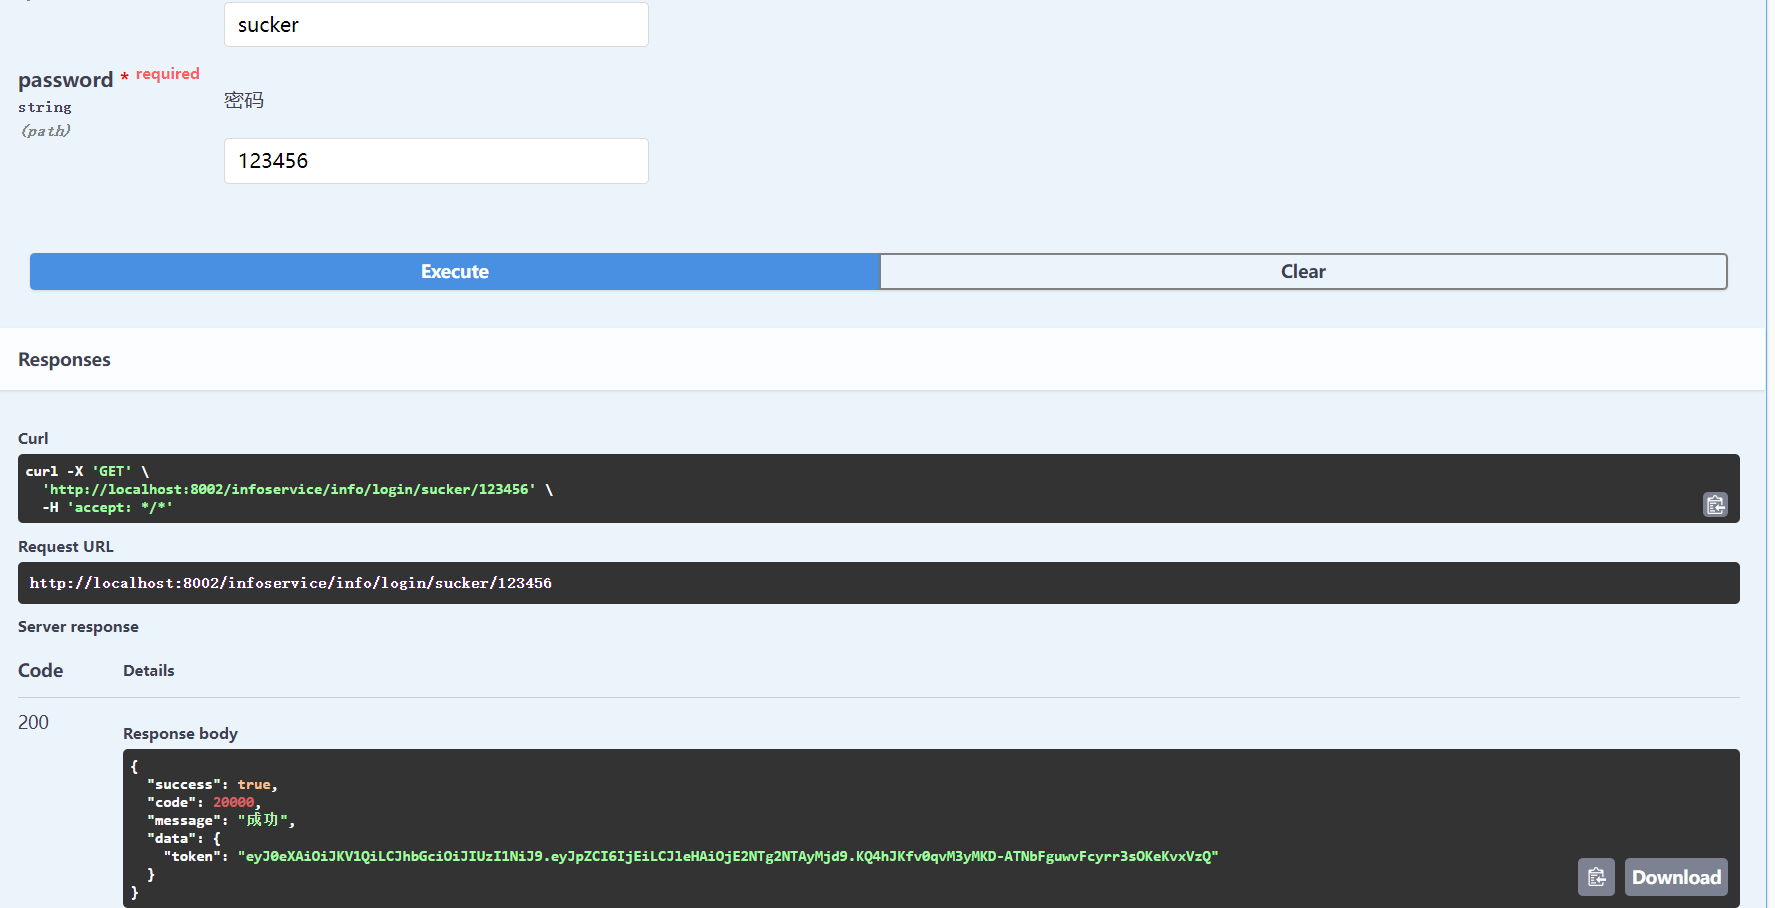 sucker
password * required
string
(path)
密码
123456
Execute
Clear
Responses
Curl
curl -X 'GET' \
'http://localhost:8002/infoservice/info/login/sucker/123456' \
-H 'accept: */*'
Request URL
http://localhost:8002/infoservice/info/login/sucker/123456
Server response
Code
Details
200
Response body
{
"success": true,
"code": 20000,
"message": "成功",
"data": {
"token": "eyJ0eXAiOiJKV1QiLCJhbGciOiJIUzI1NiJ9.eyJpZCI6IjEiLCJleHAiOjE2NTg2NTAyMjd9.KQ4hJKfv0qvM3yMKD-ATNbFguwvFcyrr3sOKeKvxVzQ"
}
}
Download